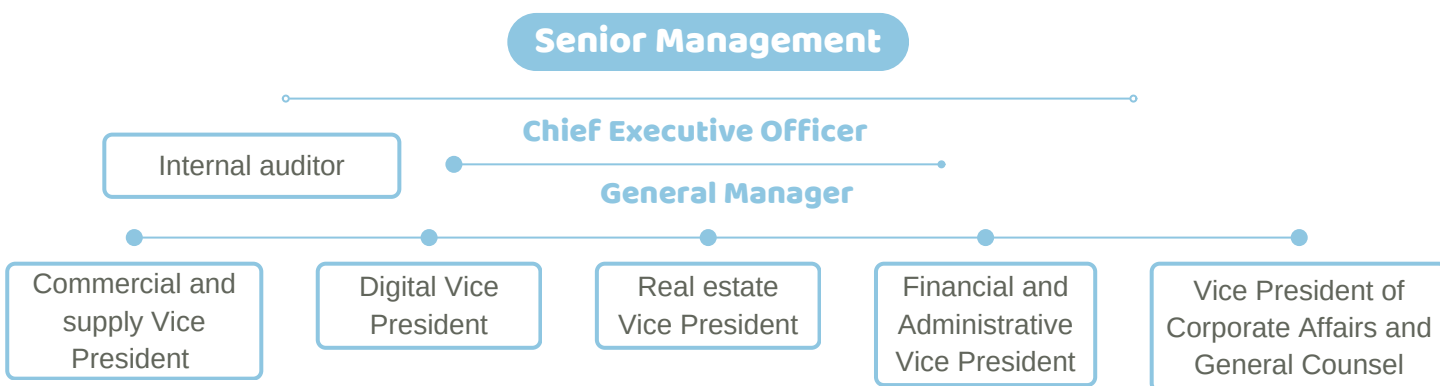 Senior Management
Chief Executive Officer
Internal auditor
General Manager
Commercial and
supply Vice
President
Digital Vice
President
Real estate
Vice President
Financial and
Administrative
Vice President
Vice President of
Corporate Affairs and
General Counsel